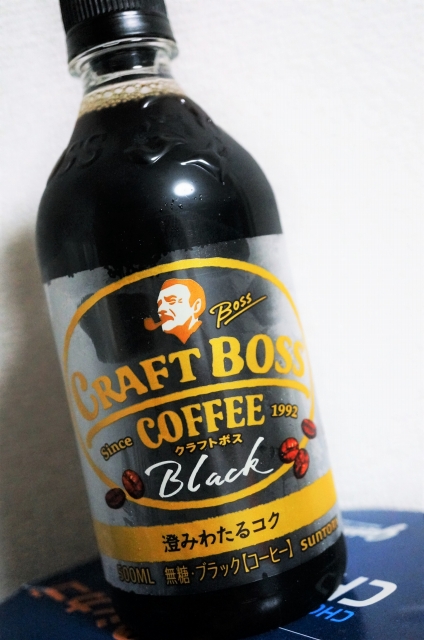 Boss
CRAFT BOSS
COFFEE
Since 1992
クラフトボス
Black
澄みわたるコク
500ML 無糖・ブラック【コーヒー】 SUNTORY